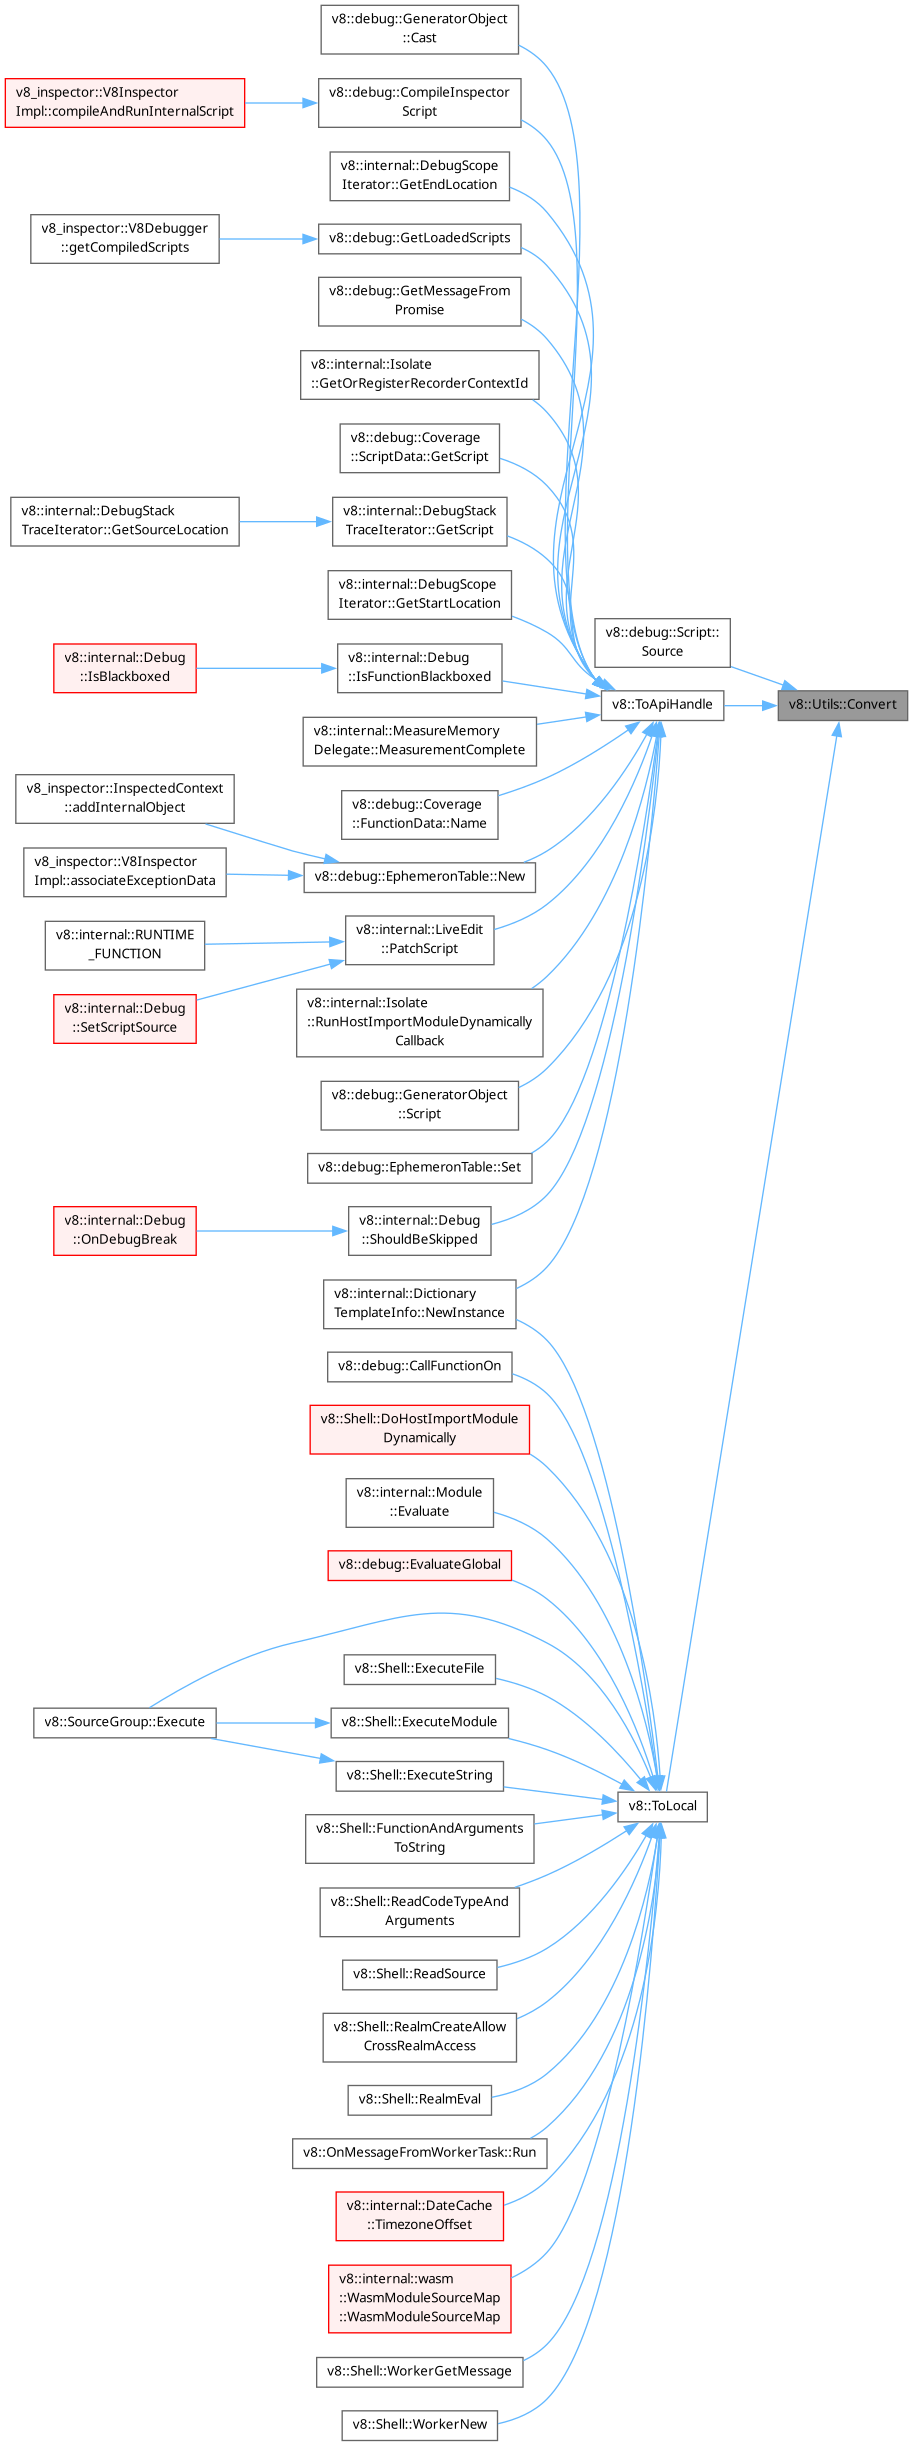 v8::debug::GeneratorObject
::Cast
v8_inspector::V8Inspector
Impl::compileAndRunInternalScript
v8::debug::CompileInspector
Script
v8::internal::DebugScope
Iterator::GetEndLocation
v8_inspector::V8Debugger
::getCompiledScripts
v8::debug::GetLoadedScripts
v8::debug::GetMessageFrom
Promise
v8::internal::Isolate
::GetOrRegisterRecorderContextId
v8::debug::Coverage
::ScriptData::GetScript
v8::internal::DebugStack
TraceIterator::GetSourceLocation
v8::internal::DebugStack
TraceIterator::GetScript
v8::internal::DebugScope
Iterator::GetStartLocation
v8::debug::Script::
Source
v8::internal::Debug
::IsBlackboxed
v8::internal::Debug
::IsFunctionBlackboxed
v8::ToApiHandle
v8::Utils::Convert
v8::internal::MeasureMemory
Delegate::MeasurementComplete
v8_inspector::InspectedContext
::addInternalObject
v8::debug::Coverage
::FunctionData::Name
v8_inspector::V8Inspector
Impl::associateExceptionData
v8::debug::EphemeronTable::New
v8::internal::RUNTIME
_FUNCTION
v8::internal::LiveEdit
::PatchScript
v8::internal::Debug
::SetScriptSource
v8::internal::Isolate
::RunHostImportModuleDynamically
Callback
v8::debug::GeneratorObject
::Script
v8::debug::EphemeronTable::Set
v8::internal::Debug
::OnDebugBreak
v8::internal::Debug
::ShouldBeSkipped
v8::internal::Dictionary
TemplateInfo::NewInstance
v8::debug::CallFunctionOn
v8::Shell::DoHostImportModule
Dynamically
v8::internal::Module
::Evaluate
v8::debug::EvaluateGlobal
v8::Shell::ExecuteFile
v8::SourceGroup::Execute
v8::Shell::ExecuteModule
v8::Shell::ExecuteString
v8::ToLocal
v8::Shell::FunctionAndArguments
ToString
v8::Shell::ReadCodeTypeAnd
Arguments
v8::Shell::ReadSource
v8::Shell::RealmCreateAllow
CrossRealmAccess
v8::Shell::RealmEval
v8::OnMessageFromWorkerTask::Run
v8::internal::DateCache
::TimezoneOffset
v8::internal::wasm
::WasmModuleSourceMap
::WasmModuleSourceMap
v8::Shell::WorkerGetMessage
v8::Shell::WorkerNew